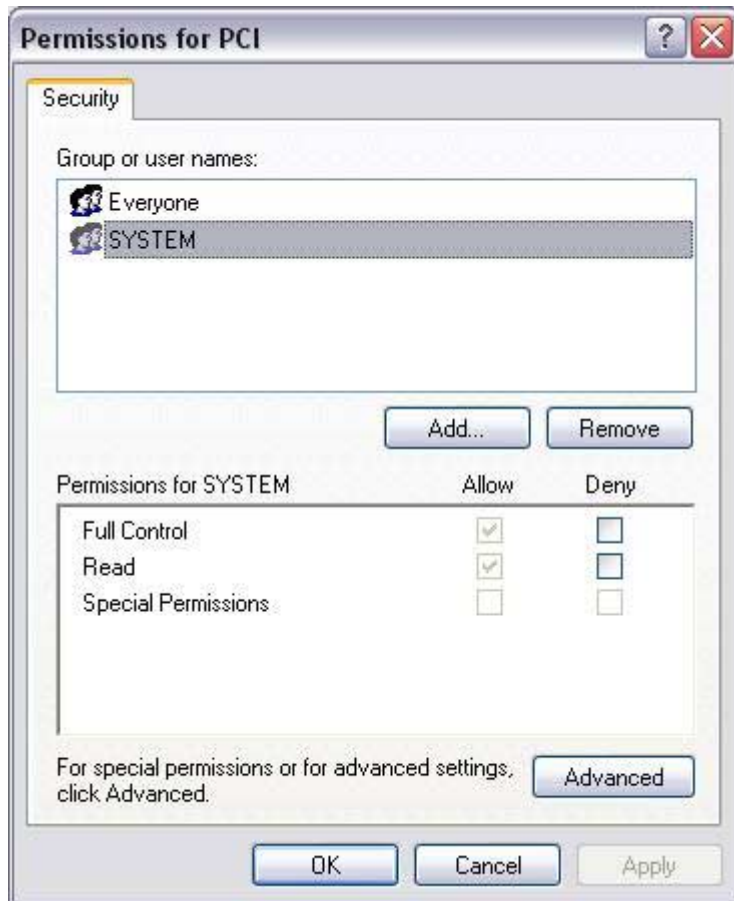 Permissions for PCI
Security
Group or user names:
Everyone
SYSTEM
Add... Remove
Permissions for SYSTEM Allow Deny
Full Control
Read
Special Permissions
For special permissions or for advanced settings,
click Advanced.
Advanced
OK Cancel Apply